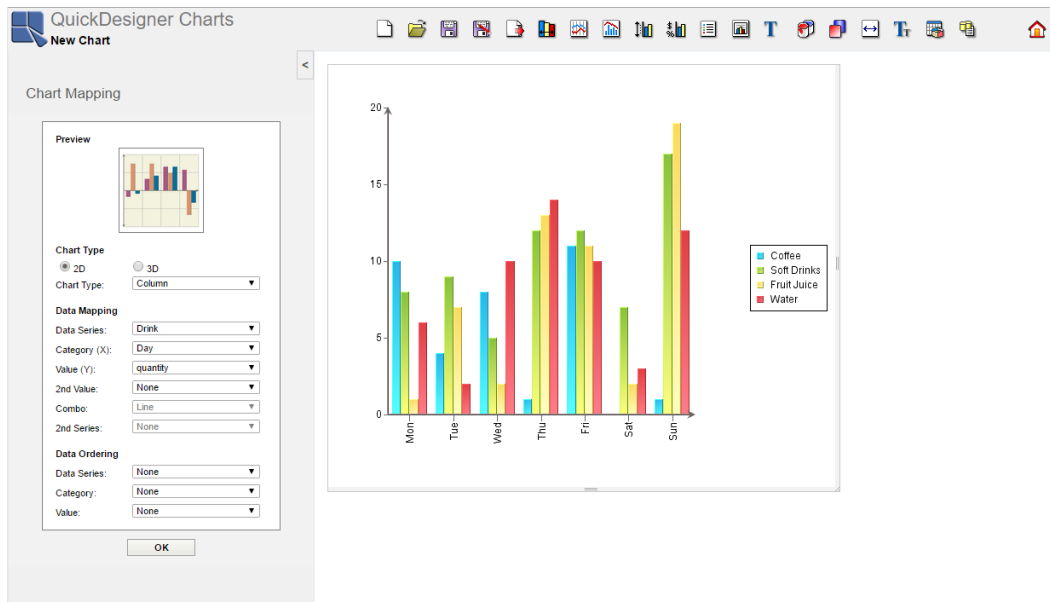 QuickDesigner Charts
New Chart
<
Chart Mapping
Preview
Chart Type
2D 3D
Chart Type: Column
Data Mapping
Data Series: Drink
Category (X): Day
Value (Y): quantity
2nd Value: None
Combo: Line
2nd Series: None
Data Ordering
Data Series: None
Category: None
Value: None
OK
20
15
10
5
0
Mon Tue Wed Thu Fri Sat Sun
Coffee
Soft Drinks
Fruit Juice
Water